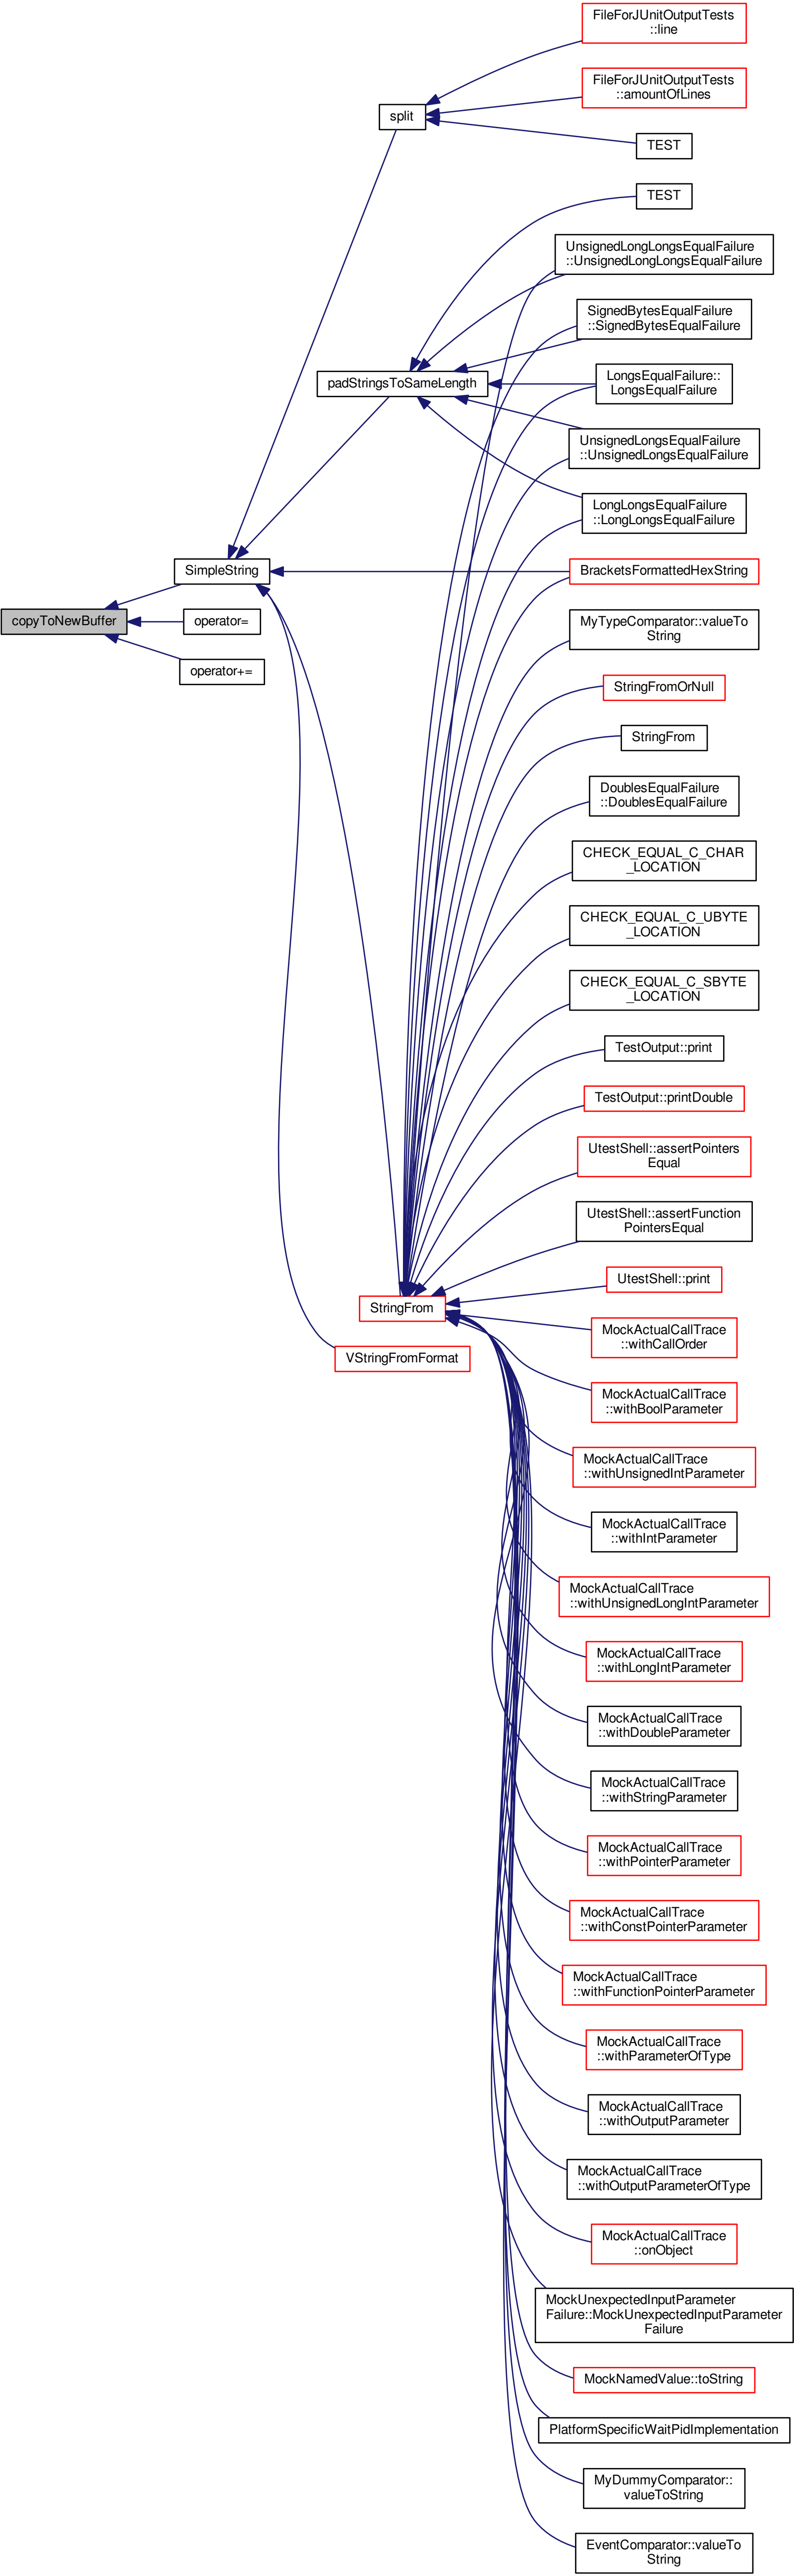 FileForJUnitOutputTests
::line
FileForJUnitOutputTests
::amountOfLines
split
TEST
TEST
UnsignedLongLongsEqualFailure
::UnsignedLongLongsEqualFailure
SignedBytesEqualFailure
::SignedBytesEqualFailure
padStringsToSameLength
LongsEqualFailure::
LongsEqualFailure
UnsignedLongsEqualFailure
::UnsignedLongsEqualFailure
LongLongsEqualFailure
::LongLongsEqualFailure
SimpleString
BracketsFormattedHexString
copyToNewBuffer
operator=
MyTypeComparator::valueTo
String
operator+=
StringFromOrNull
StringFrom
DoublesEqualFailure
::DoublesEqualFailure
CHECK_EQUAL_C_CHAR
_LOCATION
CHECK_EQUAL_C_UBYTE
_LOCATION
CHECK_EQUAL_C_SBYTE
_LOCATION
TestOutput::print
TestOutput::printDouble
UtestShell::assertPointers
Equal
UtestShell::assertFunction
PointersEqual
UtestShell::print
StringFrom
MockActualCallTrace
::withCallOrder
VStringFromFormat
MockActualCallTrace
::withBoolParameter
MockActualCallTrace
::withUnsignedIntParameter
MockActualCallTrace
::withIntParameter
MockActualCallTrace
::withUnsignedLongIntParameter
MockActualCallTrace
::withLongIntParameter
MockActualCallTrace
::withDoubleParameter
MockActualCallTrace
::withStringParameter
MockActualCallTrace
::withPointerParameter
MockActualCallTrace
::withConstPointerParameter
MockActualCallTrace
::withFunctionPointerParameter
MockActualCallTrace
::withParameterOfType
MockActualCallTrace
::withOutputParameter
MockActualCallTrace
::withOutputParameterOfType
MockActualCallTrace
::onObject
MockUnexpectedInputParameter
Failure::MockUnexpectedInputParameter
Failure
MockNamedValue::toString
PlatformSpecificWaitPidImplementation
MyDummyComparator::
valueToString
EventComparator::valueTo
String